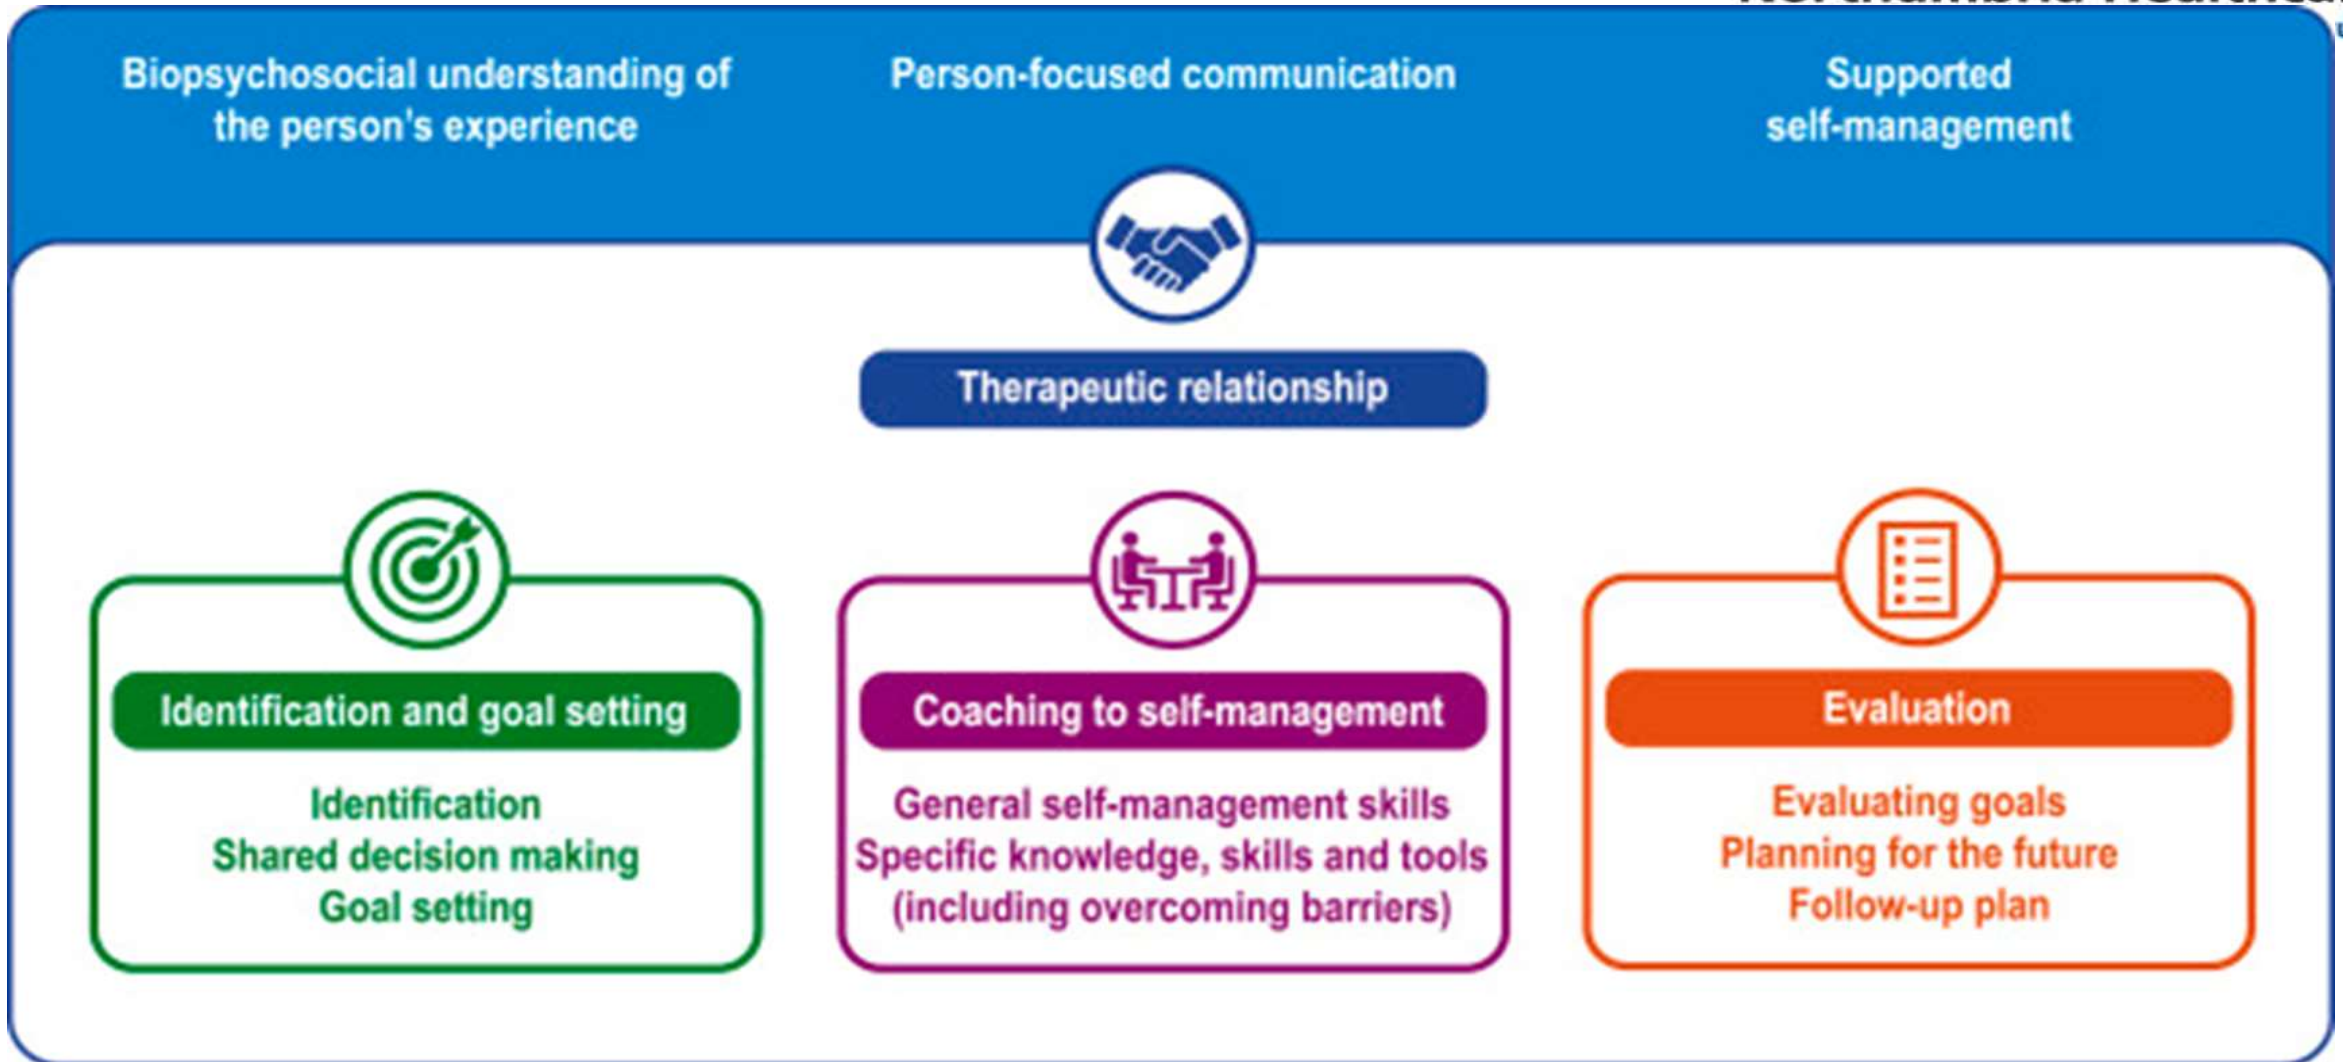 Biopsychosocial understanding of
the person's experience
Person-focused communication
Supported
self-management
Therapeutic relationship
Identification and goal setting
Identification
Shared decision making
Goal setting
Coaching to self-management
General self-management skills
Specific knowledge, skills and tools
(including overcoming barriers)
Evaluation
Evaluating goals
Planning for the future
Follow-up plan